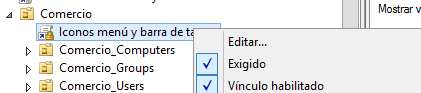 Comercio
Mostrar v
Iconos menú y barra de ta
Editar...
Comercio_Computers
Exigido
Comercio_Groups
Vínculo habilitado
Comercio_Users